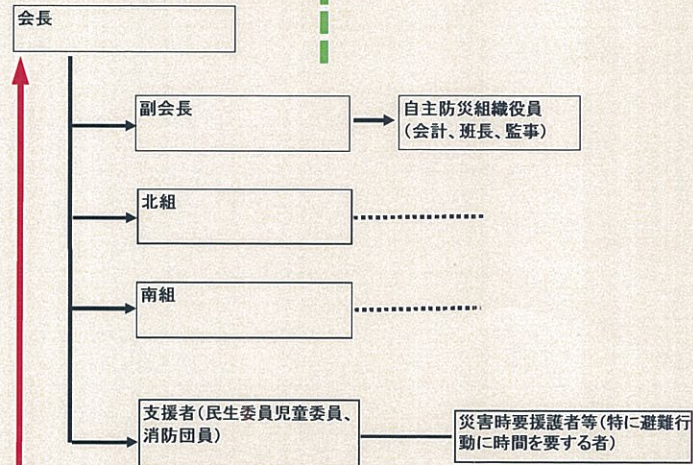 会長
副会長
自主防災組織役員
(会計、班長、監事)
北組
南組
支援者(民生委員児童委員、
消防団員)
災害時要援護者等(特に避難行
動に時間を要する者)